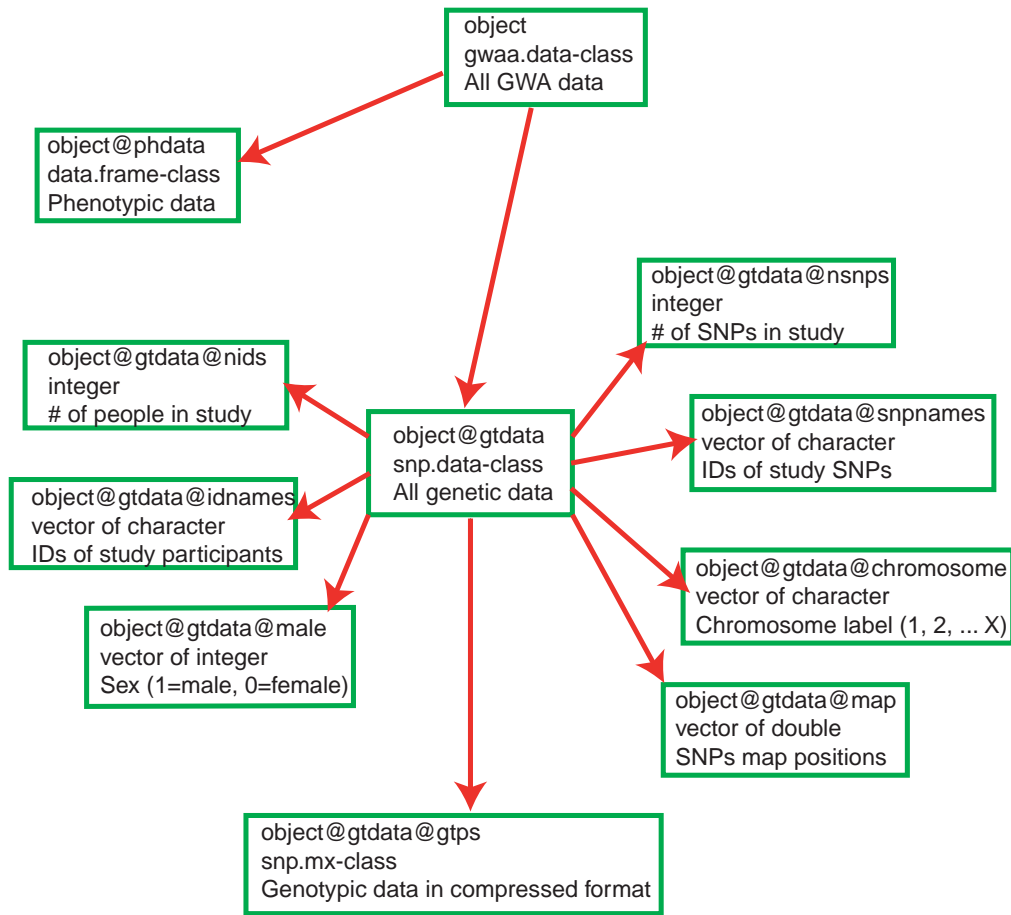 object
gwaa.data-class
All GWA data
object@phdata
data.frame-class
Phenotypic data
object@gtdata@nsnps
integer
# of SNPs in study
object@gtdata@nids
integer
# of people in study
object@gtdata@snpnames
vector of character
IDs of study SNPs
object@gtdata
snp.data-class
All genetic data
object@gtdata@idnames
vector of character
IDs of study participants
object@gtdata@chromosome
vector of character
Chromosome label (1, 2, ... X)
object@gtdata@male
vector of integer
Sex (1=male, 0=female)
object@gtdata@map
vector of double
SNPs map positions
object@gtdata@gtps
snp.mx-class
Genotypic data in compressed format